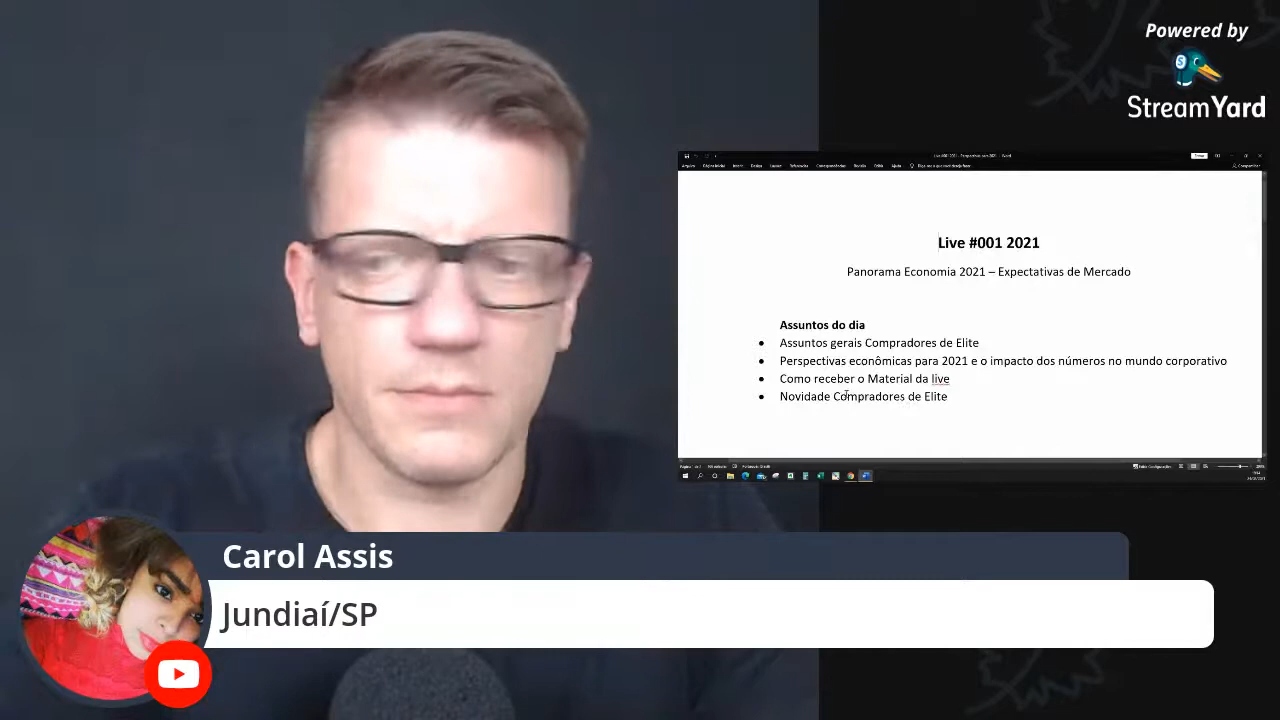 Powered by
StreamYard
Live #001 2021
Panorama Economia 2021 – Expectativas de Mercado
Assuntos do dia
• Assuntos gerais Compradores de Elite
• Perspectivas econômicas para 2021 e o impacto dos números no mundo corporativo
• Como receber o Material da live
• Novidade Compradores de Elite
Carol Assis
Jundiaí/SP